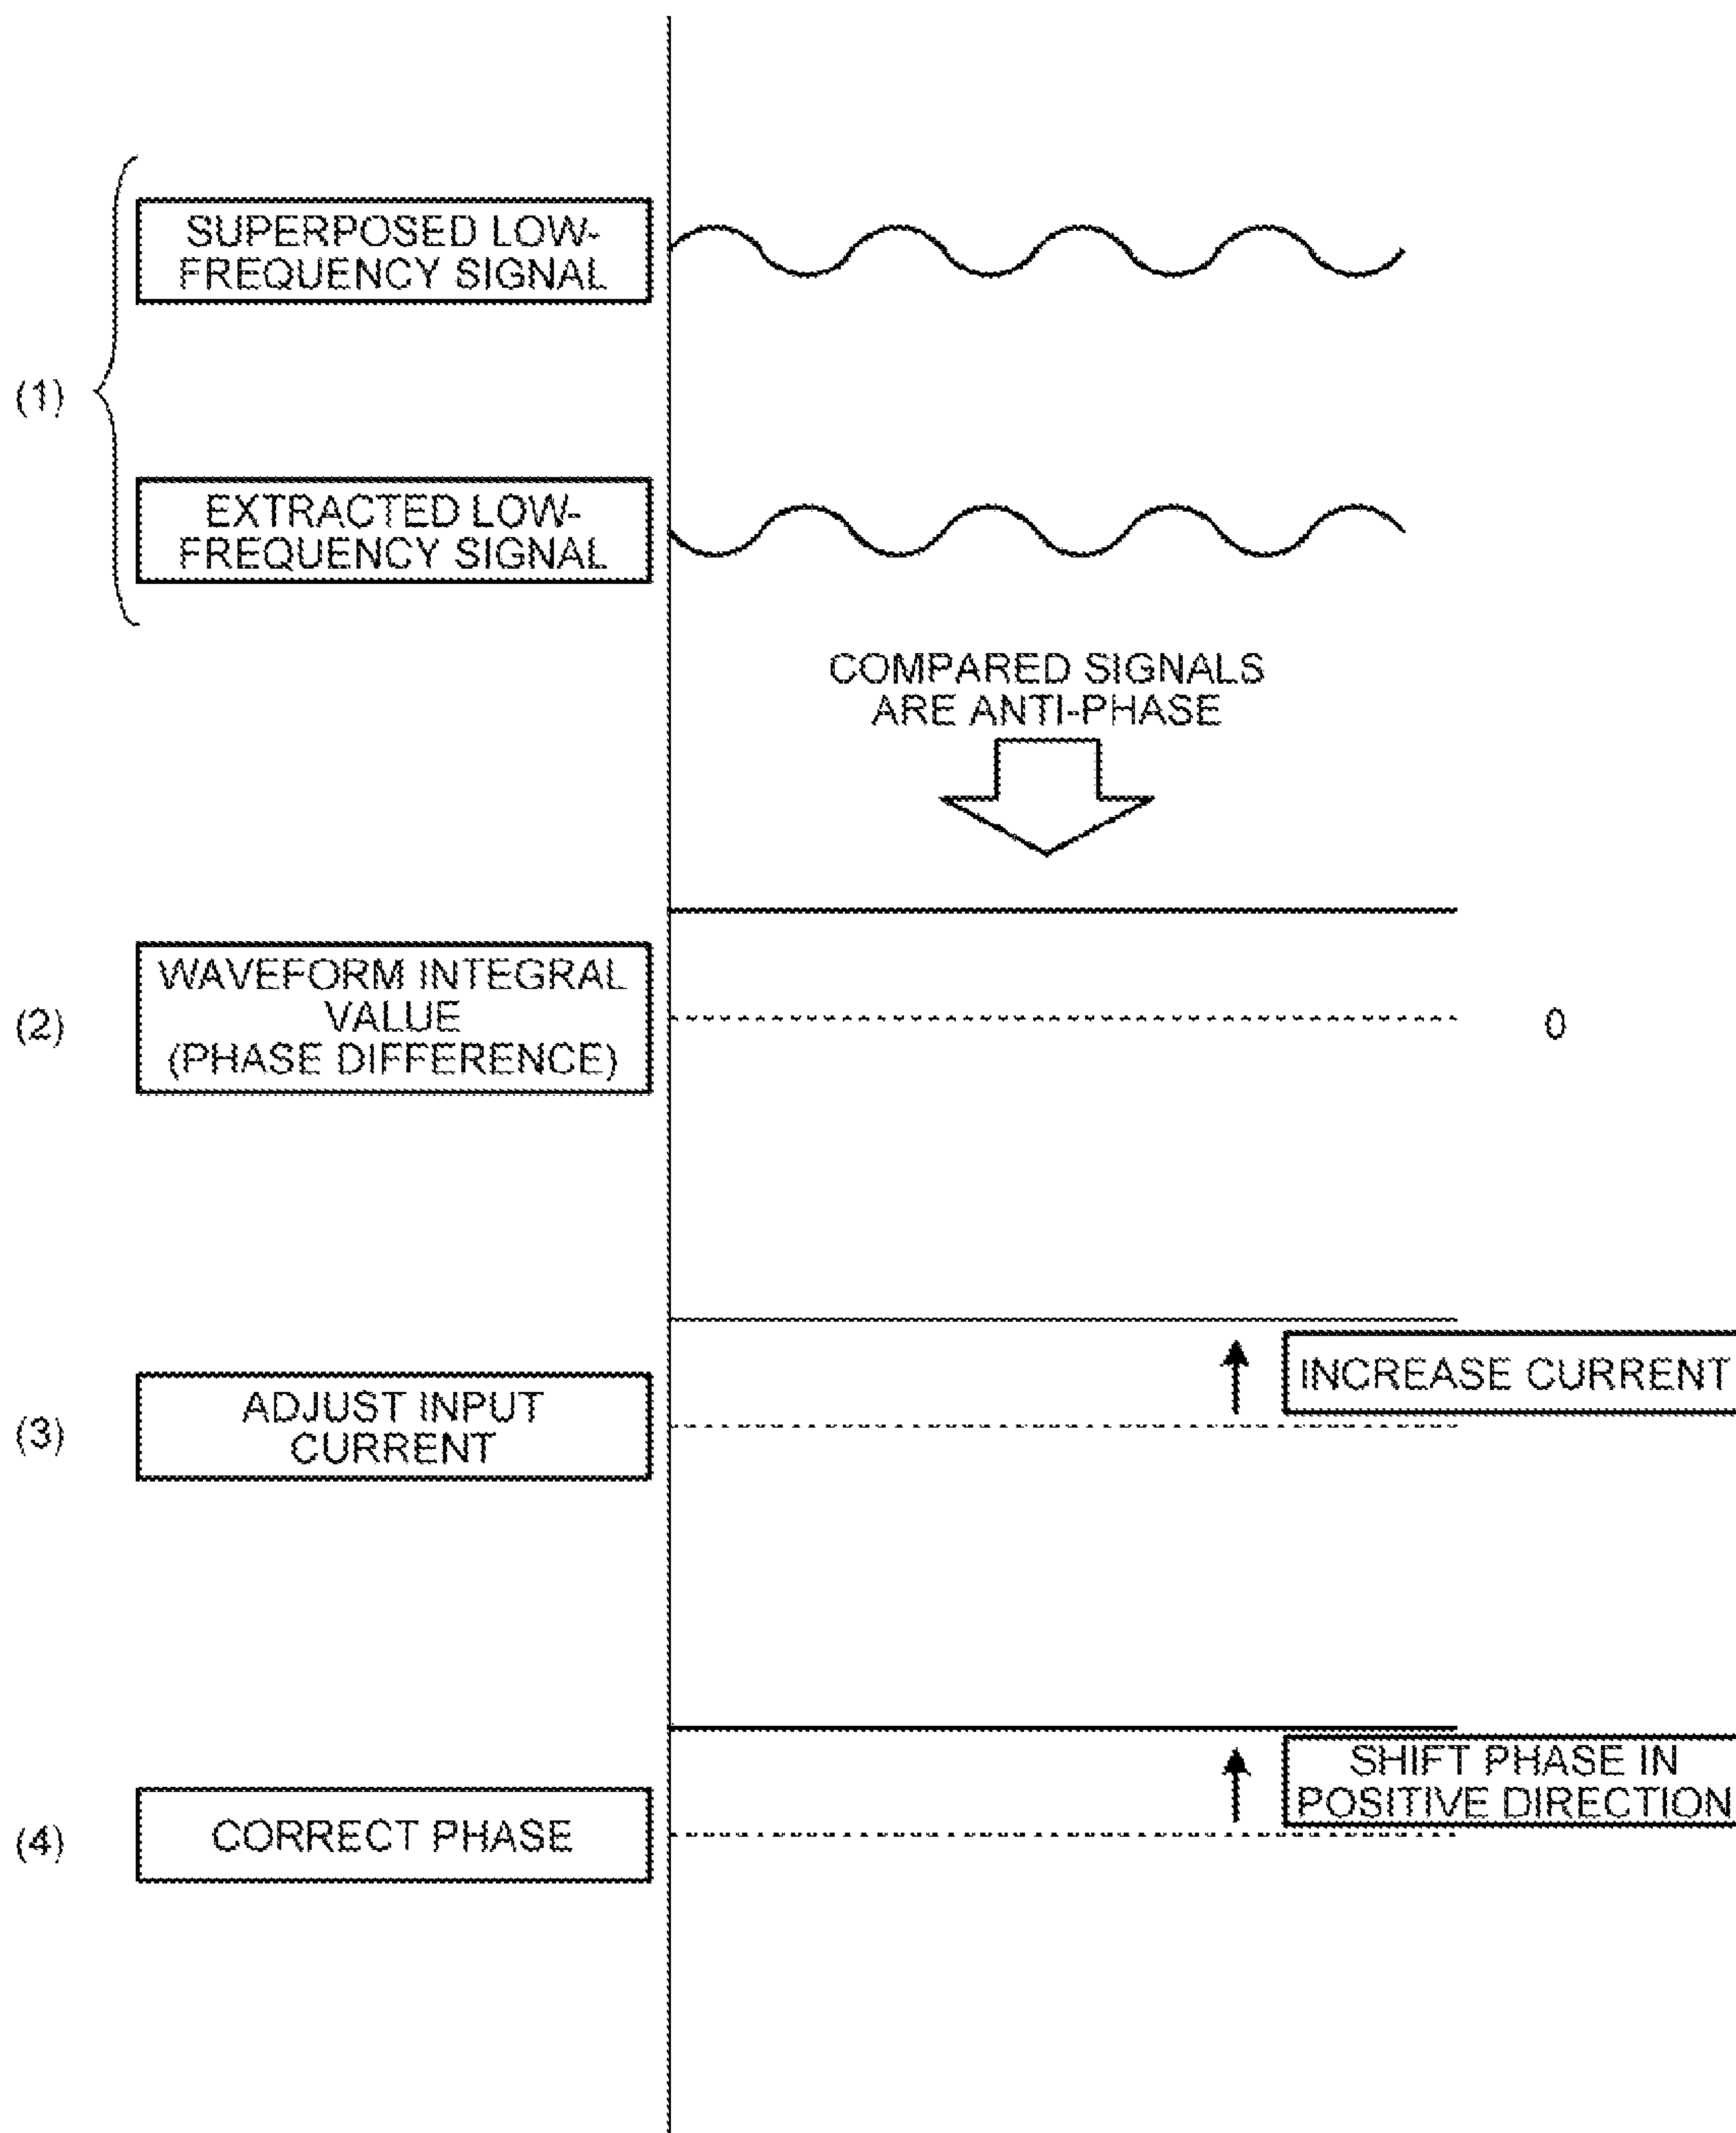 (1)
SUPERPOSED LOW-
FREQUENCY SIGNAL
EXTRACTED LOW-
FREQUENCY SIGNAL
COMPARED SIGNALS
ARE ANTI-PHASE
(2)
WAVEFORM INTEGRAL
VALUE
(PHASE DIFFERENCE)
0
(3)
ADJUST INPUT
CURRENT
INCREASE CURRENT
(4)
CORRECT PHASE
SHIFT PHASE IN
POSITIVE DIRECTION